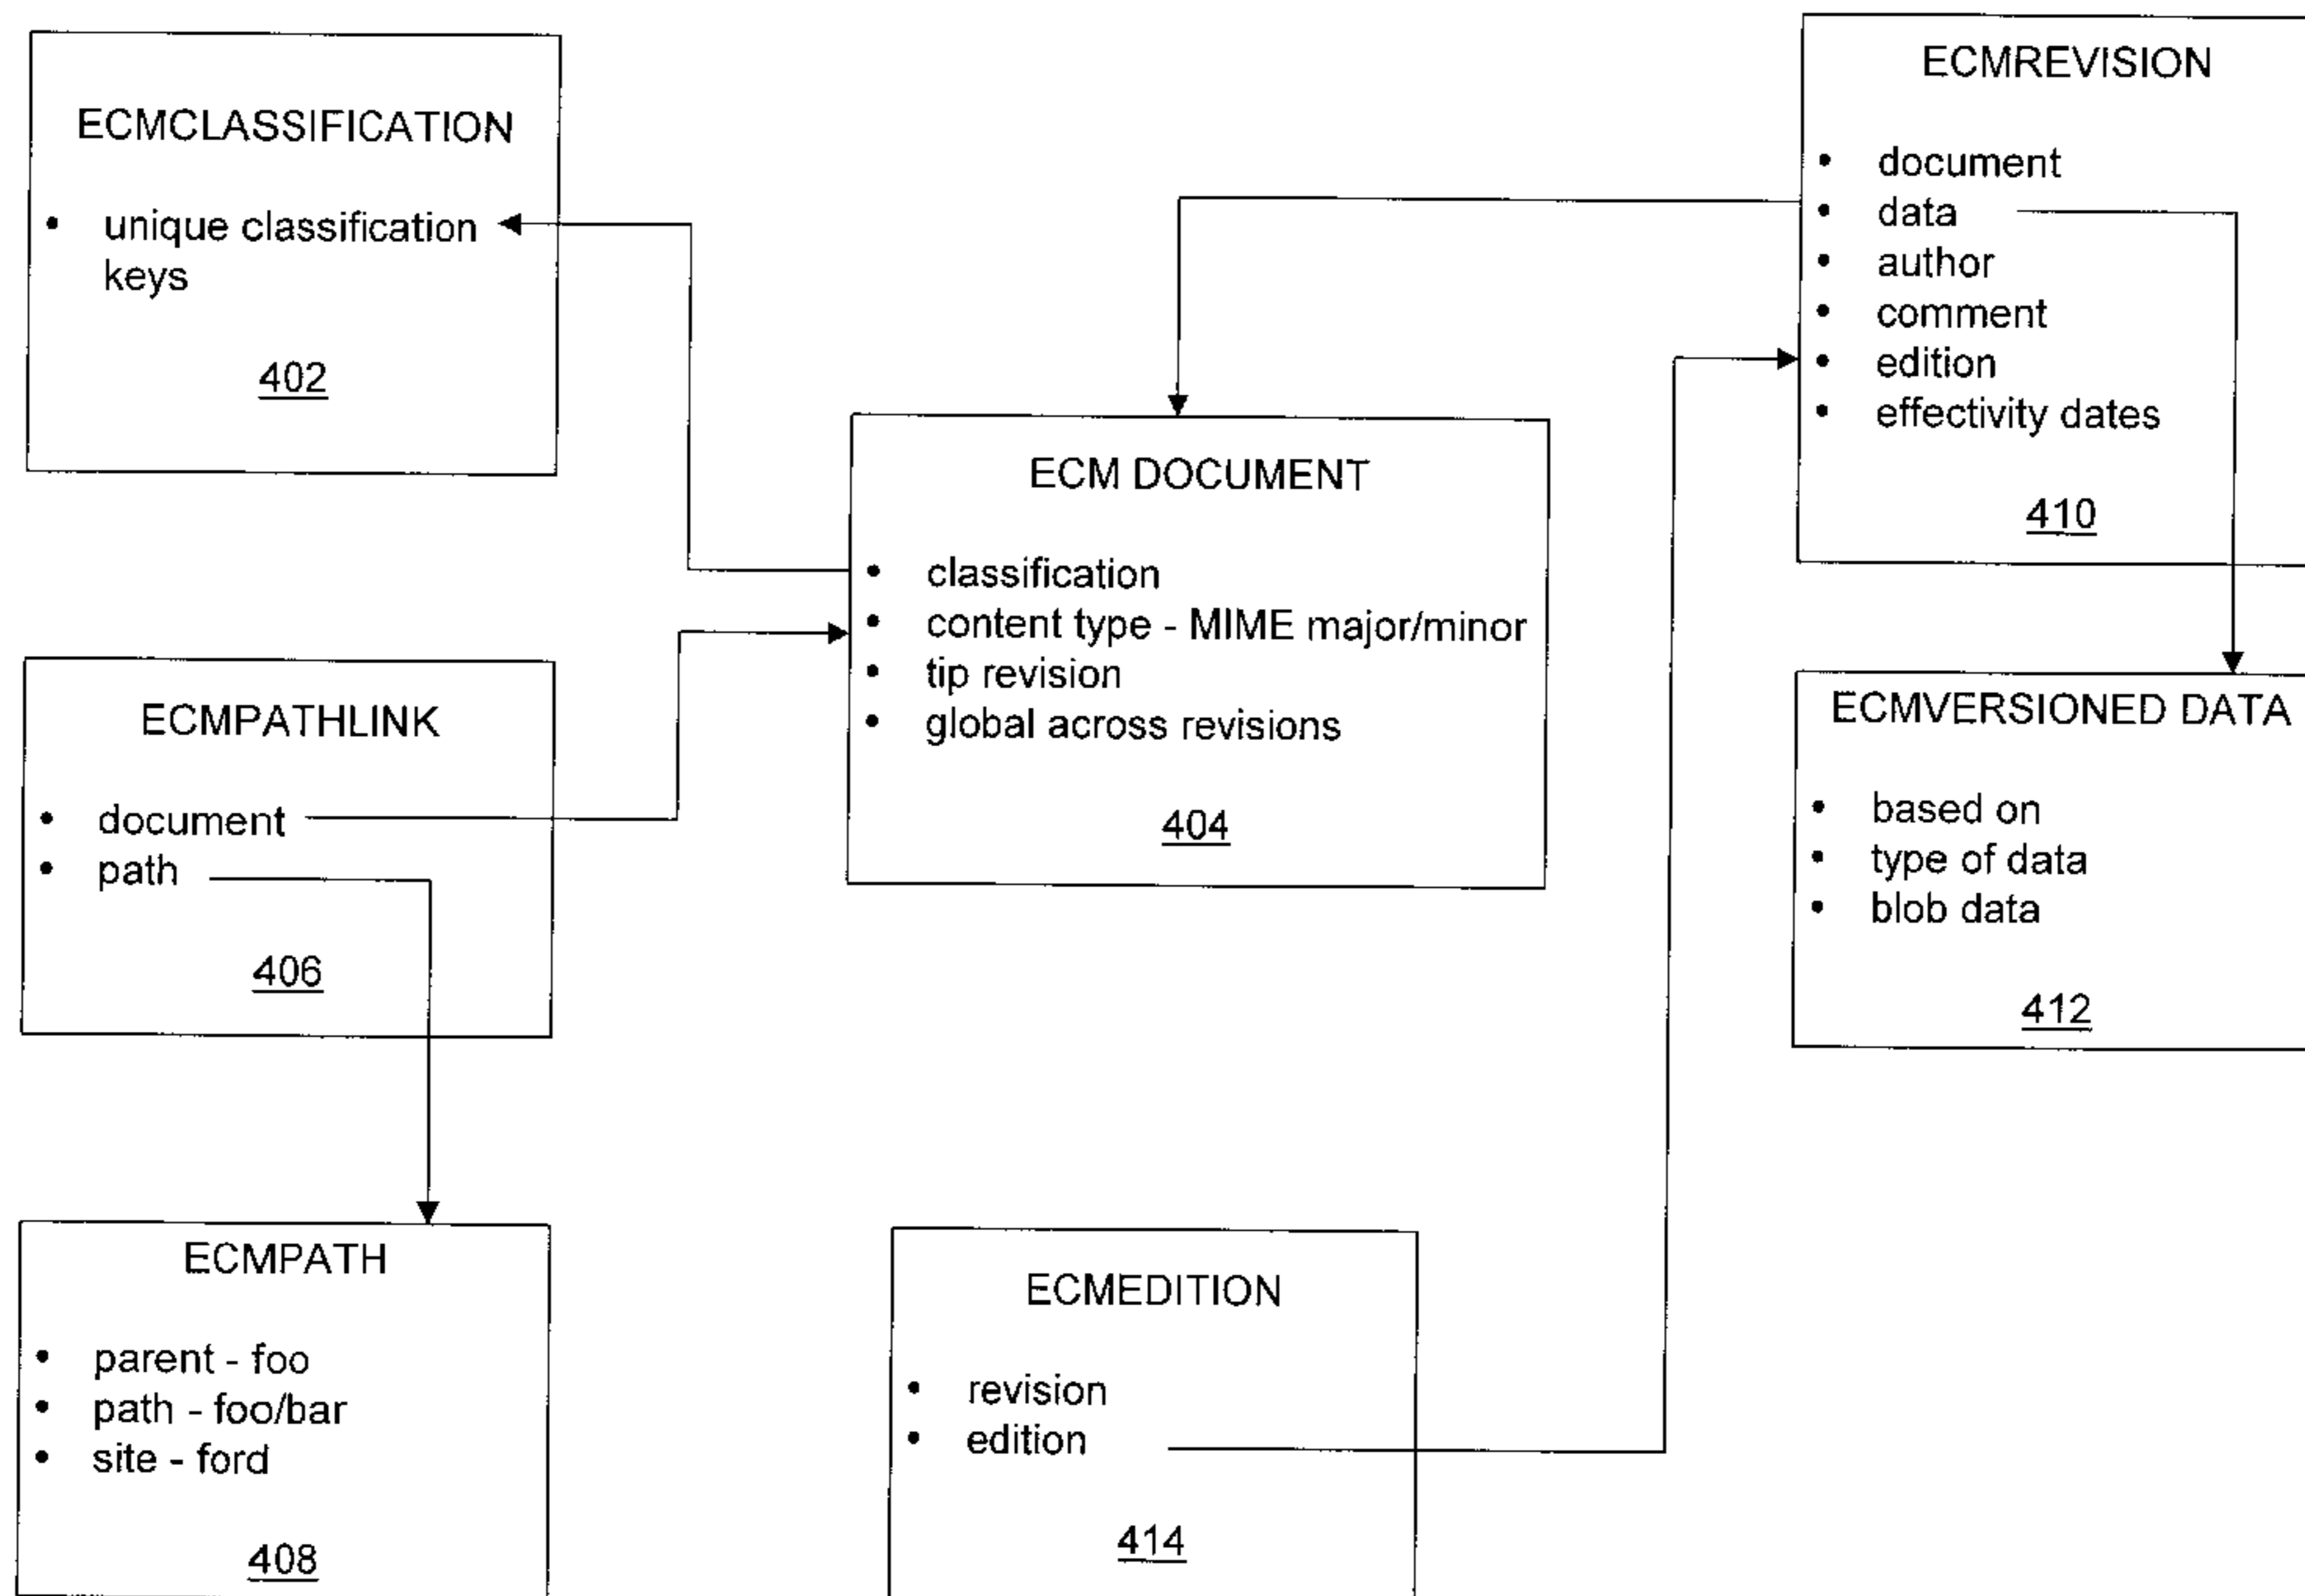 ECMCLASSIFICATION
• unique classification
keys
402
ECMREVISION
• document
• data
• author
• comment
• edition
• effectivity dates
410
ECM DOCUMENT
• classification
• content type - MIME major/minor
• tip revision
• global across revisions
404
ECMPATHLINK
• document
• path
406
ECMVERSIONED DATA
• based on
• type of data
• blob data
412
ECMPATH
• parent - foo
• path - foo/bar
• site - ford
408
ECMEDITION
• revision
• edition
414